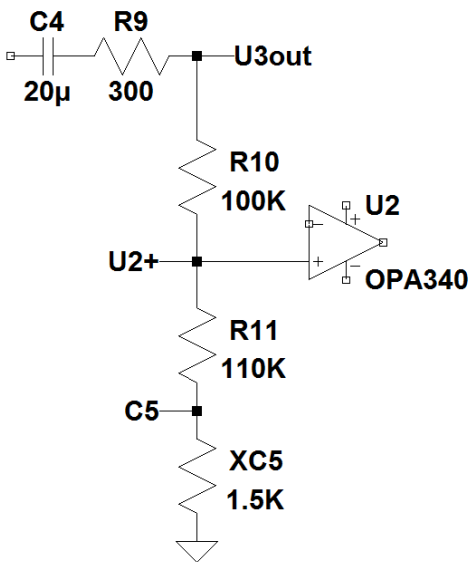 C4 R9
20µ 300
U3out
R10
100K
U2
+
−
U2+
+
−
OPA340
R11
110K
C5
XC5
1.5K